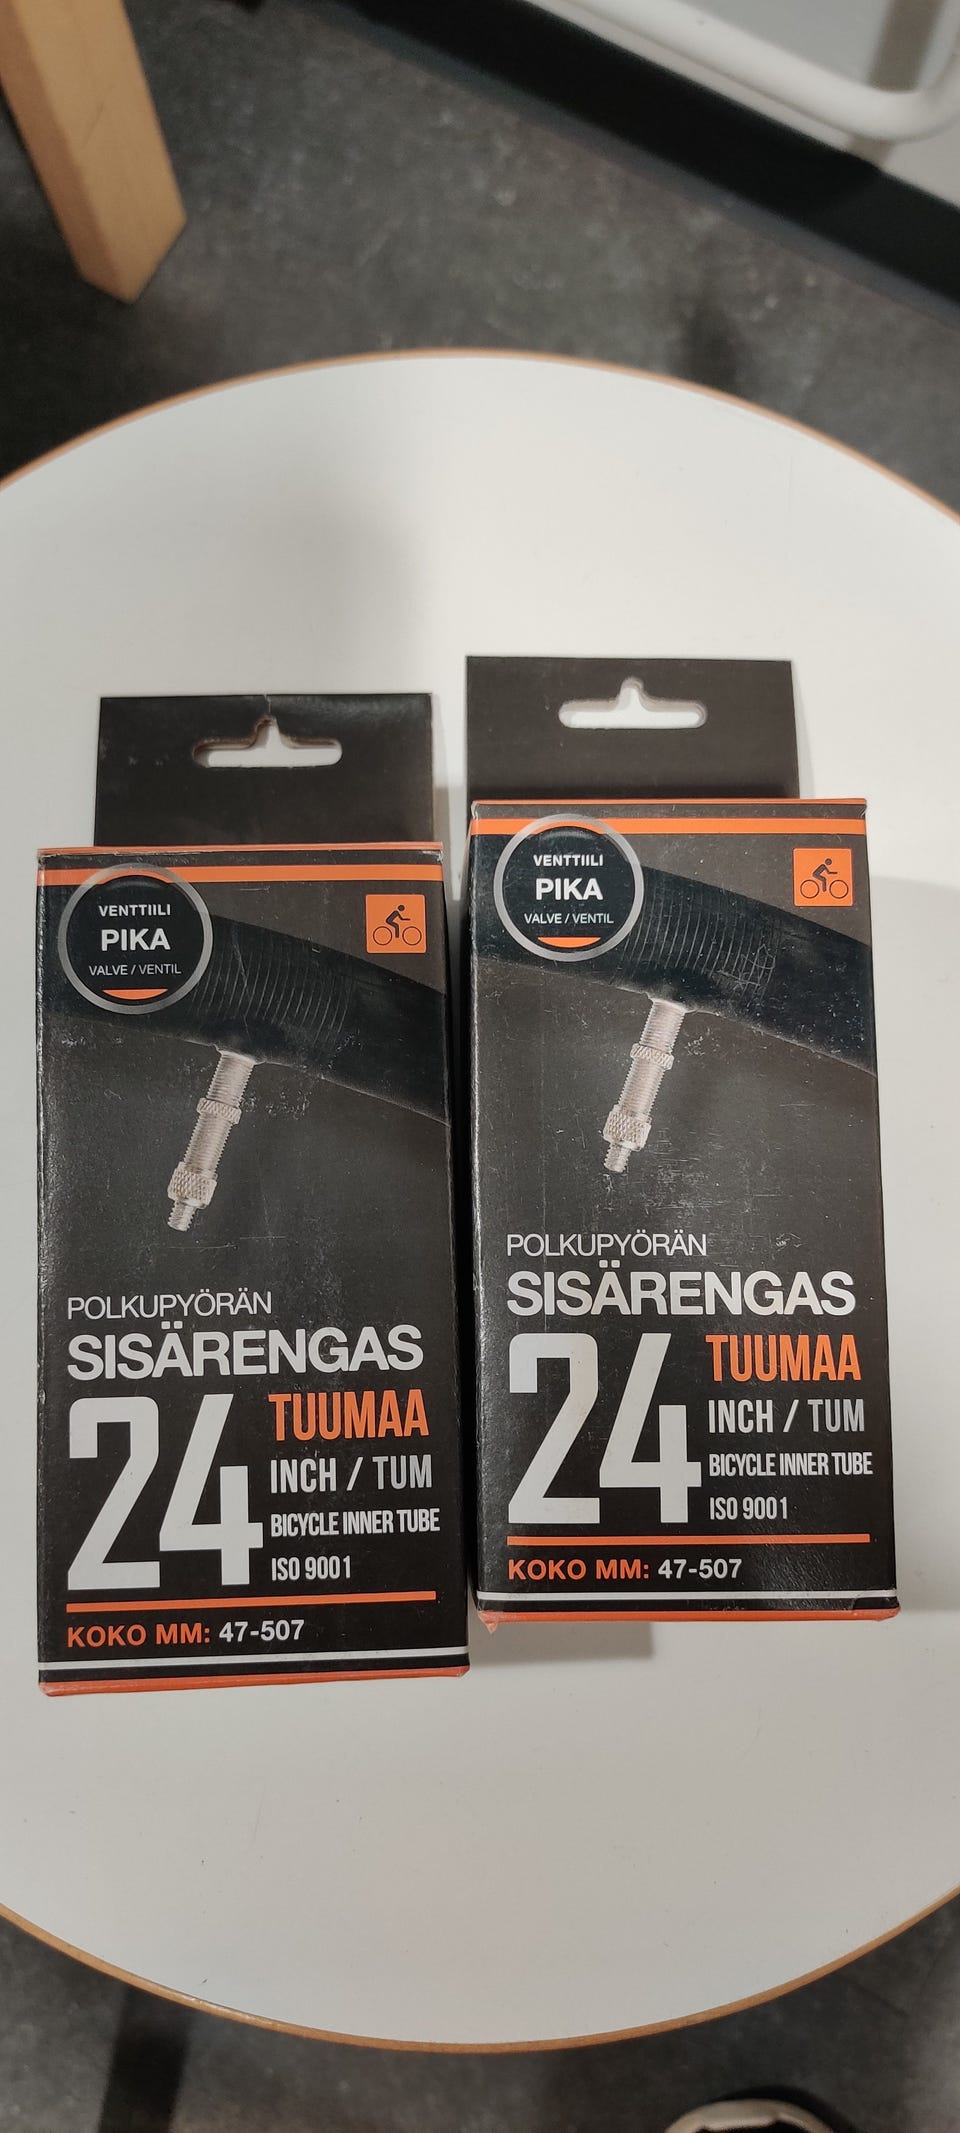 VENTTIILI
PIKA
VALVE / VENTIL
POLKUPYÖRÄN
SISÄRENGAS
24 TUUMAA
INCH / TUM
BICYCLE INNER TUBE
ISO 9001
KOKO MM: 47-507
VENTTIILI
PIKA
VALVE / VENTIL
POLKUPYÖRÄN
SISÄRENGAS
24 TUUMAA
INCH / TUM
BICYCLE INNER TUBE
ISO 9001
KOKO MM: 47-507